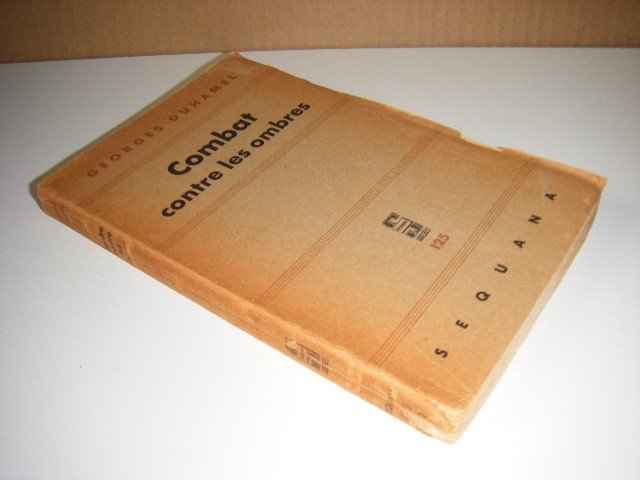 GEORGES DUHAMEL
Combat
contre les ombres
125
SEQUANA